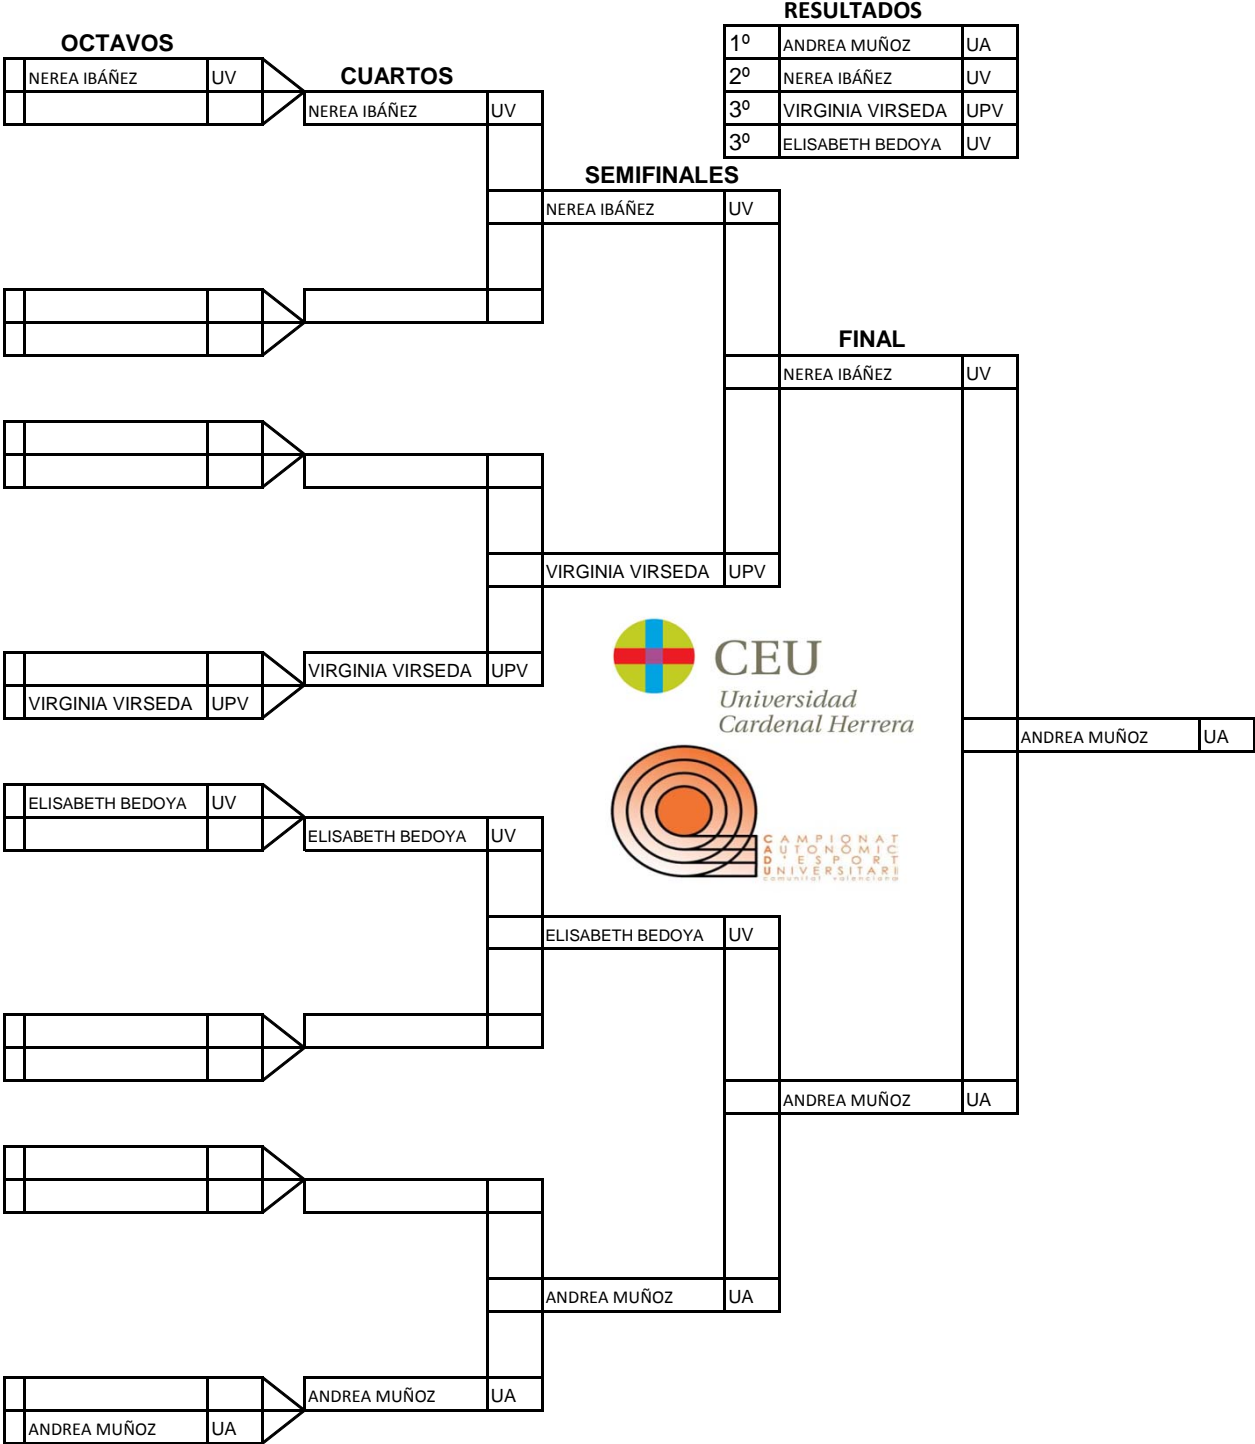 RESULTADOS
1º ANDREA MUÑOZ UA
2º NEREA IBÁÑEZ UV
3º VIRGINIA VIRSEDA UPV
3º ELISABETH BEDOYA UV
OCTAVOS
NEREA IBÁÑEZ UV
CUARTOS
NEREA IBÁÑEZ UV
SEMIFINALES
NEREA IBÁÑEZ UV
FINAL
NEREA IBÁÑEZ UV
VIRGINIA VIRSEDA UPV
VIRGINIA VIRSEDA UPV
VIRGINIA VIRSEDA UPV
CEU
Universidad
Cardenal Herrera
ANDREA MUÑOZ UA
ELISABETH BEDOYA UV
ELISABETH BEDOYA UV
CAMPIONAT
AUTONÒMIC
D'ESPORT
UNIVERSITARI
comunitat valenciana
ELISABETH BEDOYA UV
ANDREA MUÑOZ UA
ANDREA MUÑOZ UA
ANDREA MUÑOZ UA
ANDREA MUÑOZ UA